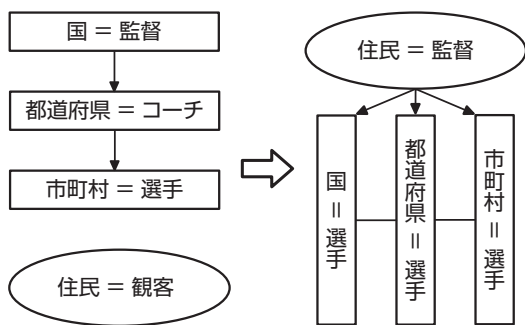 国 = 監督
都道府県 = コーチ
市町村 = 選手
住民 = 観客
住民 = 監督
国 = 選手
都道府県 = 選手
市町村 = 選手